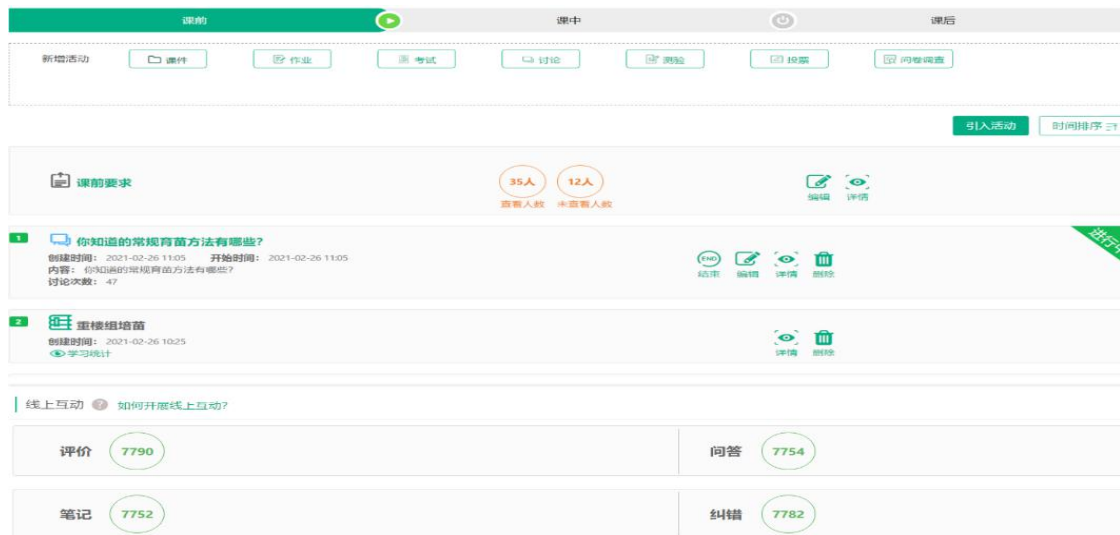 课前
课中
课后
新增活动 课件 作业 考试 讨论 测验 投票 问卷调查
引入活动 时间排序
课前要求 35人 12人
查看人数 未查看人数 编辑 详情
1 你知道的常规育苗方法有哪些? 进行中
创建时间: 2021-02-26 11:05 开始时间: 2021-02-26 11:05
END
内容: 你知道的常规育苗方法有哪些?
结束 编辑 详情 删除
讨论次数: 47
2 重楼组培苗
创建时间: 2021-02-26 10:25
学习统计
详情 删除
线上互动 ? 如何开展线上互动?
评价 7790 问答 7754
笔记 7752 纠错 7782